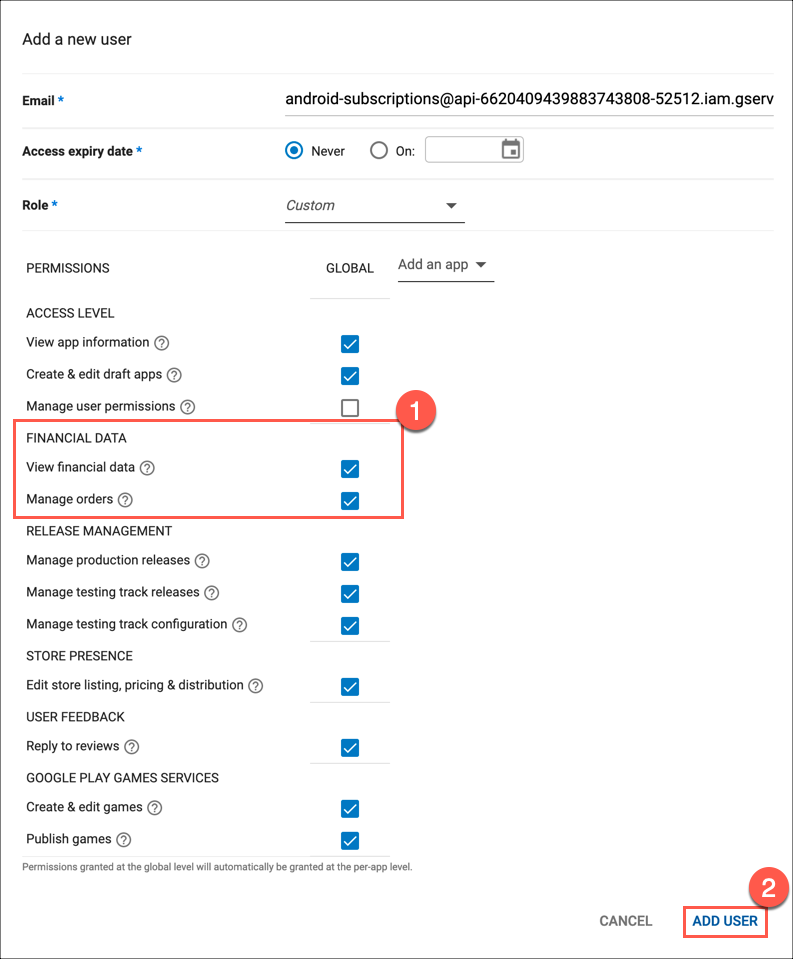 Add a new user
Email *
android-subscriptions@api-6620409439883743808-52512.iam.gserv
Access expiry date *
Never
On:
Role *
Custom
PERMISSIONS
GLOBAL
Add an app
ACCESS LEVEL
View app information ?
Create & edit draft apps ?
Manage user permissions ?
1
FINANCIAL DATA
View financial data ?
Manage orders ?
RELEASE MANAGEMENT
Manage production releases ?
Manage testing track releases ?
Manage testing track configuration ?
STORE PRESENCE
Edit store listing, pricing & distribution ?
USER FEEDBACK
Reply to reviews ?
GOOGLE PLAY GAMES SERVICES
Create & edit games ?
Publish games ?
Permissions granted at the global level will automatically be granted at the per-app level.
2
CANCEL
ADD USER